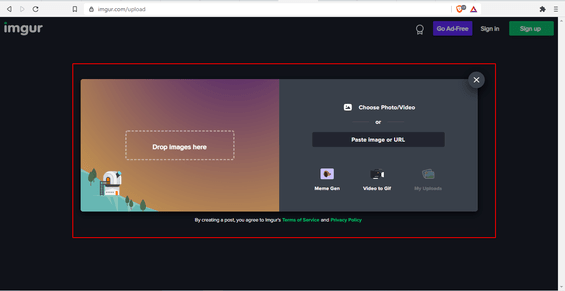 imgur.com/upload
imgur
Go Ad-Free
Sign in
Sign up
Choose Photo/Video
or
Drop images here
Paste image or URL
Meme Gen
Video to Gif
My Uploads
By creating a post, you agree to Imgur's Terms of Service and Privacy Policy